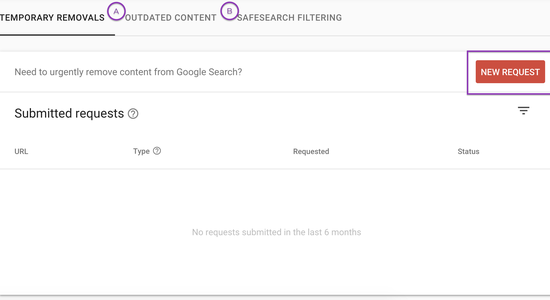 TEMPORARY REMOVALS A OUTDATED CONTENT B SAFESEARCH FILTERING
Need to urgently remove content from Google Search? NEW REQUEST
Submitted requests ?
URL Type ? Requested Status
No requests submitted in the last 6 months